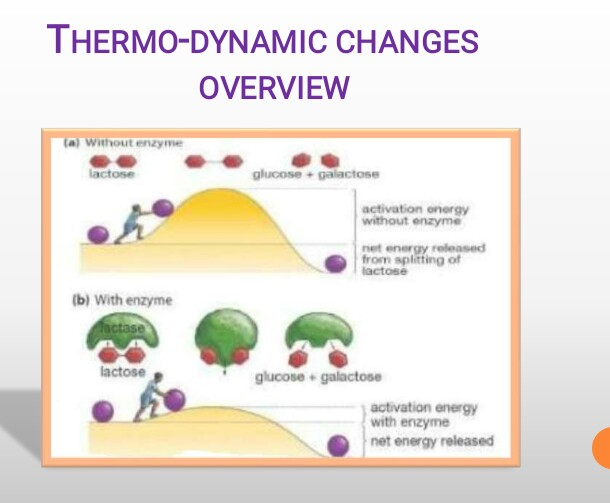 THERMO-DYNAMIC CHANGES
OVERVIEW
(a) Without enzyme
lactose
glucose + galactose
activation energy
without enzyme
net energy released
from splitting of
lactose
(b) With enzyme
lactase
lactose
glucose + galactose
activation energy
with enzyme
net energy released